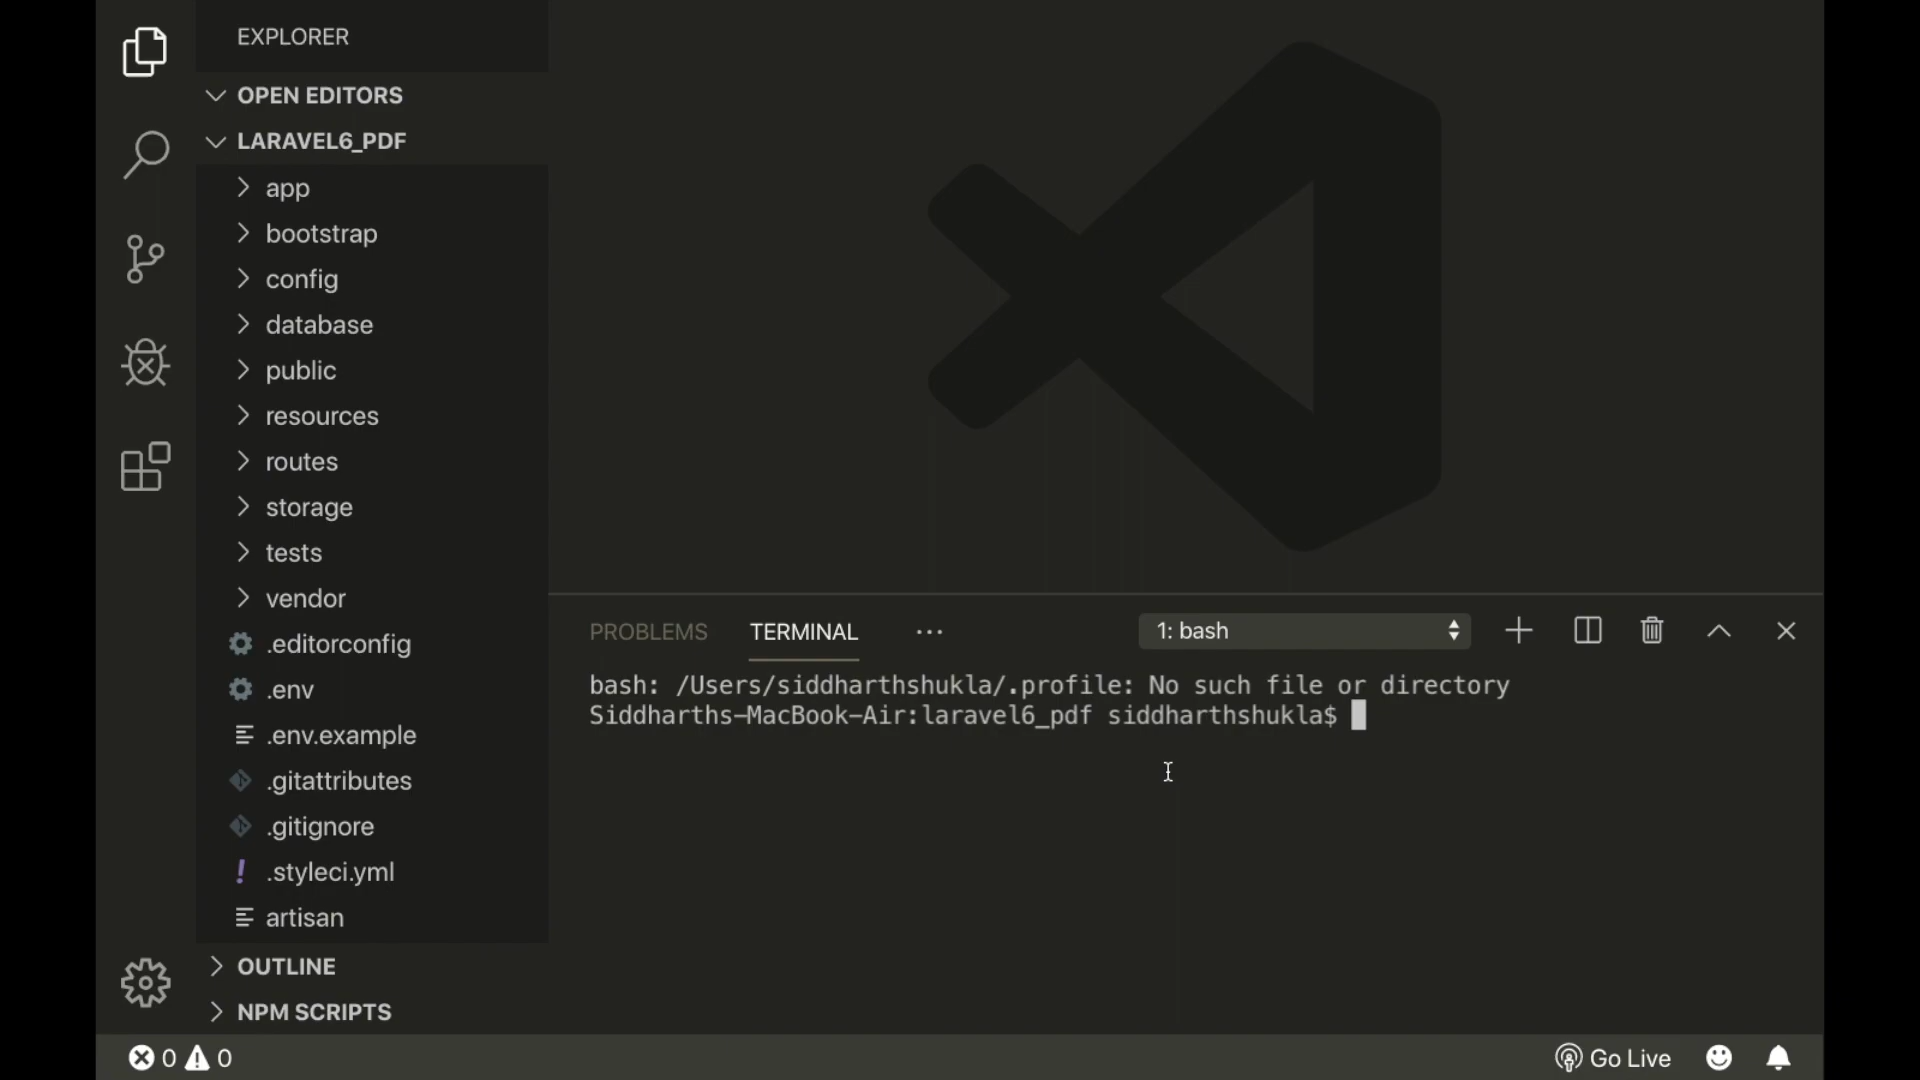 EXPLORER
OPEN EDITORS
LARAVEL6_PDF
app
bootstrap
config
database
public
resources
routes
storage
tests
vendor
.editorconfig
.env
.env.example
.gitattributes
.gitignore
.styleci.yml
artisan
OUTLINE
NPM SCRIPTS
PROBLEMS TERMINAL ... 1: bash
bash: /Users/siddharthshukla/.profile: No such file or directory
Siddharths-MacBook-Air:laravel6_pdf siddharthshukla$
0 0 Go Live